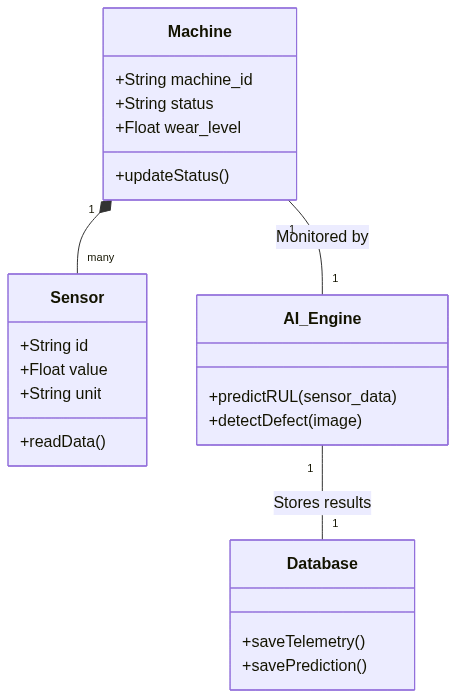 Machine
+String machine_id
+String status
+Float wear_level
+updateStatus()
1
1
Monitored by
many
1
Sensor
+String id
+Float value
+String unit
+readData()
AI_Engine
+predictRUL(sensor_data)
+detectDefect(image)
1
Stores results
1
Database
+saveTelemetry()
+savePrediction()